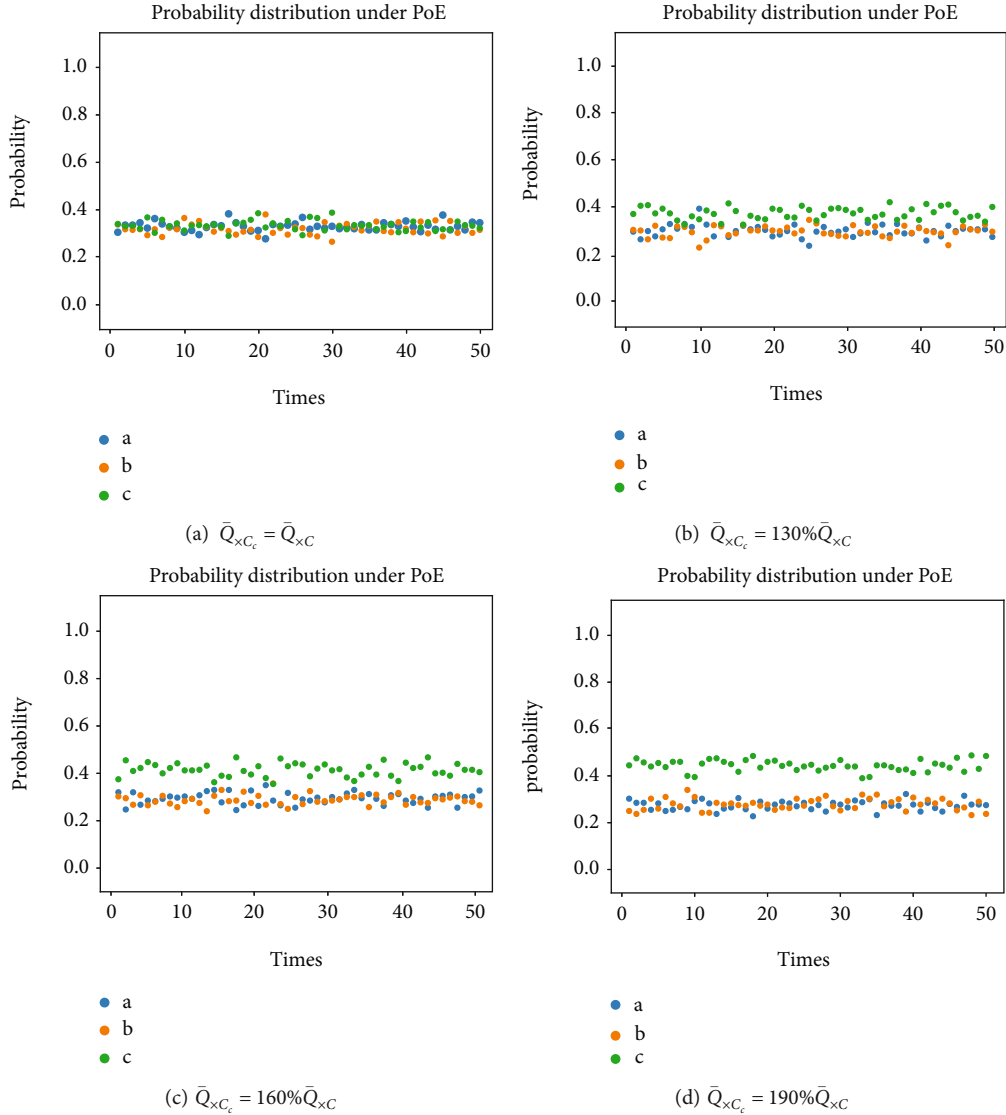 Probability distribution under PoE
Probability
1.0
0.8
0.6
0.4
0.2
0.0
0 10 20 30 40 50
Times
a
b
c
(a) Q̄×C_c = Q̄×C
Probability distribution under PoE
Probability
1.0
0.8
0.6
0.4
0.2
0.0
0 10 20 30 40 50
Times
a
b
c
(b) Q̄×C_c = 130%Q̄×C
Probability distribution under PoE
Probability
1.0
0.8
0.6
0.4
0.2
0.0
0 10 20 30 40 50
Times
a
b
c
(c) Q̄×C_c = 160%Q̄×C
Probability distribution under PoE
probability
1.0
0.8
0.6
0.4
0.2
0.0
0 10 20 30 40 50
Times
a
b
c
(d) Q̄×C_c = 190%Q̄×C